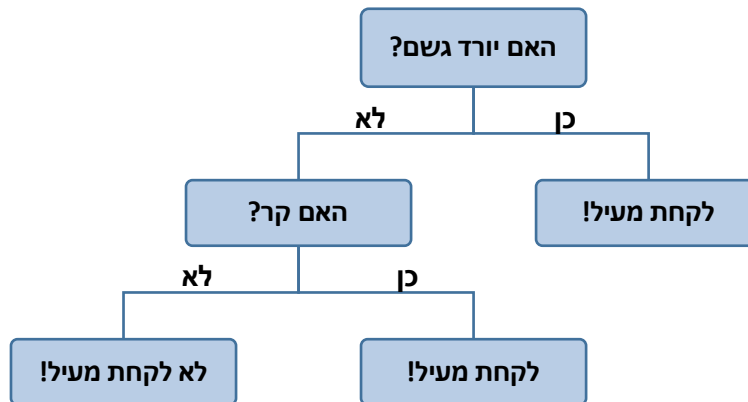 האם יורד גשם?
כן
לא
לקחת מעיל!
האם קר?
כן
לא
לקחת מעיל!
לא לקחת מעיל!